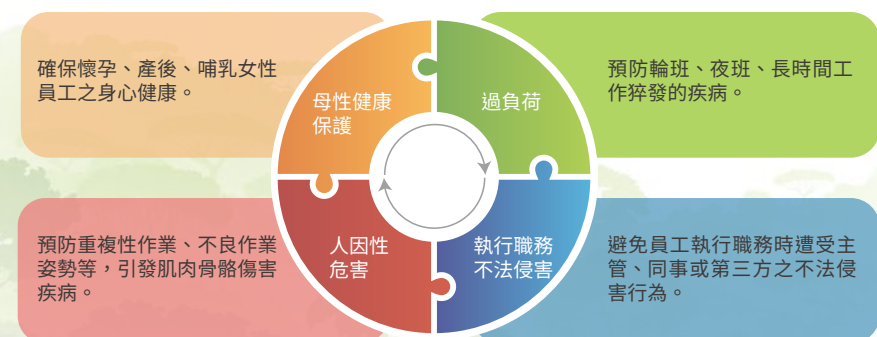 確保懷孕、產後、哺乳女性
員工之身心健康。
母性健康
保護
過負荷
預防輪班、夜班、長時間工
作猝發的疾病。
預防重複性作業、不良作業
姿勢等，引發肌肉骨骼傷害
疾病。
人因性
危害
執行職務
不法侵害
避免員工執行職務時遭受主
管、同事或第三方之不法侵
害行為。